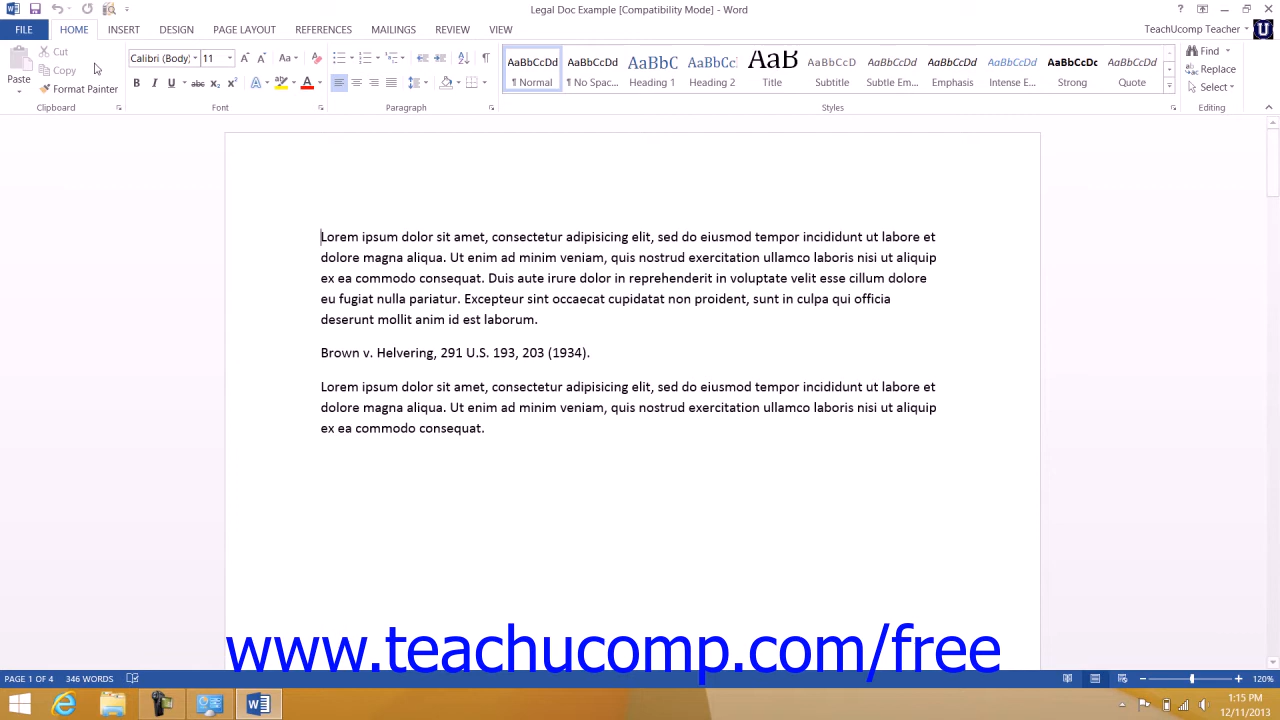 Legal Doc Example [Compatibility Mode] - Word
FILE HOME INSERT DESIGN PAGE LAYOUT REFERENCES MAILINGS REVIEW VIEW TeachUcomp Teacher
Paste
Cut
Copy
Format Painter
Clipboard
Calibri (Body) 11
Font
Paragraph
AaBbCcDd AaBbCcDd AaBbC AaBbCc AaB AaBbCcD AaBbCcDd AaBbCcDd AaBbCcDd AaBbCcDc AaBbCcDd
¶ Normal ¶ No Spac... Heading 1 Heading 2 Title Subtitle Subtle Em... Emphasis Intense E... Strong Quote
Styles
Find
Replace
Select
Editing
Lorem ipsum dolor sit amet, consectetur adipisicing elit, sed do eiusmod tempor incididunt ut labore et
dolore magna aliqua. Ut enim ad minim veniam, quis nostrud exercitation ullamco laboris nisi ut aliquip
ex ea commodo consequat. Duis aute irure dolor in reprehenderit in voluptate velit esse cillum dolore
eu fugiat nulla pariatur. Excepteur sint occaecat cupidatat non proident, sunt in culpa qui officia
deserunt mollit anim id est laborum.
Brown v. Helvering, 291 U.S. 193, 203 (1934).
Lorem ipsum dolor sit amet, consectetur adipisicing elit, sed do eiusmod tempor incididunt ut labore et
dolore magna aliqua. Ut enim ad minim veniam, quis nostrud exercitation ullamco laboris nisi ut aliquip
ex ea commodo consequat.
www.teachucomp.com/free
PAGE 1 OF 4 346 WORDS 120%
1:15 PM
12/11/2013